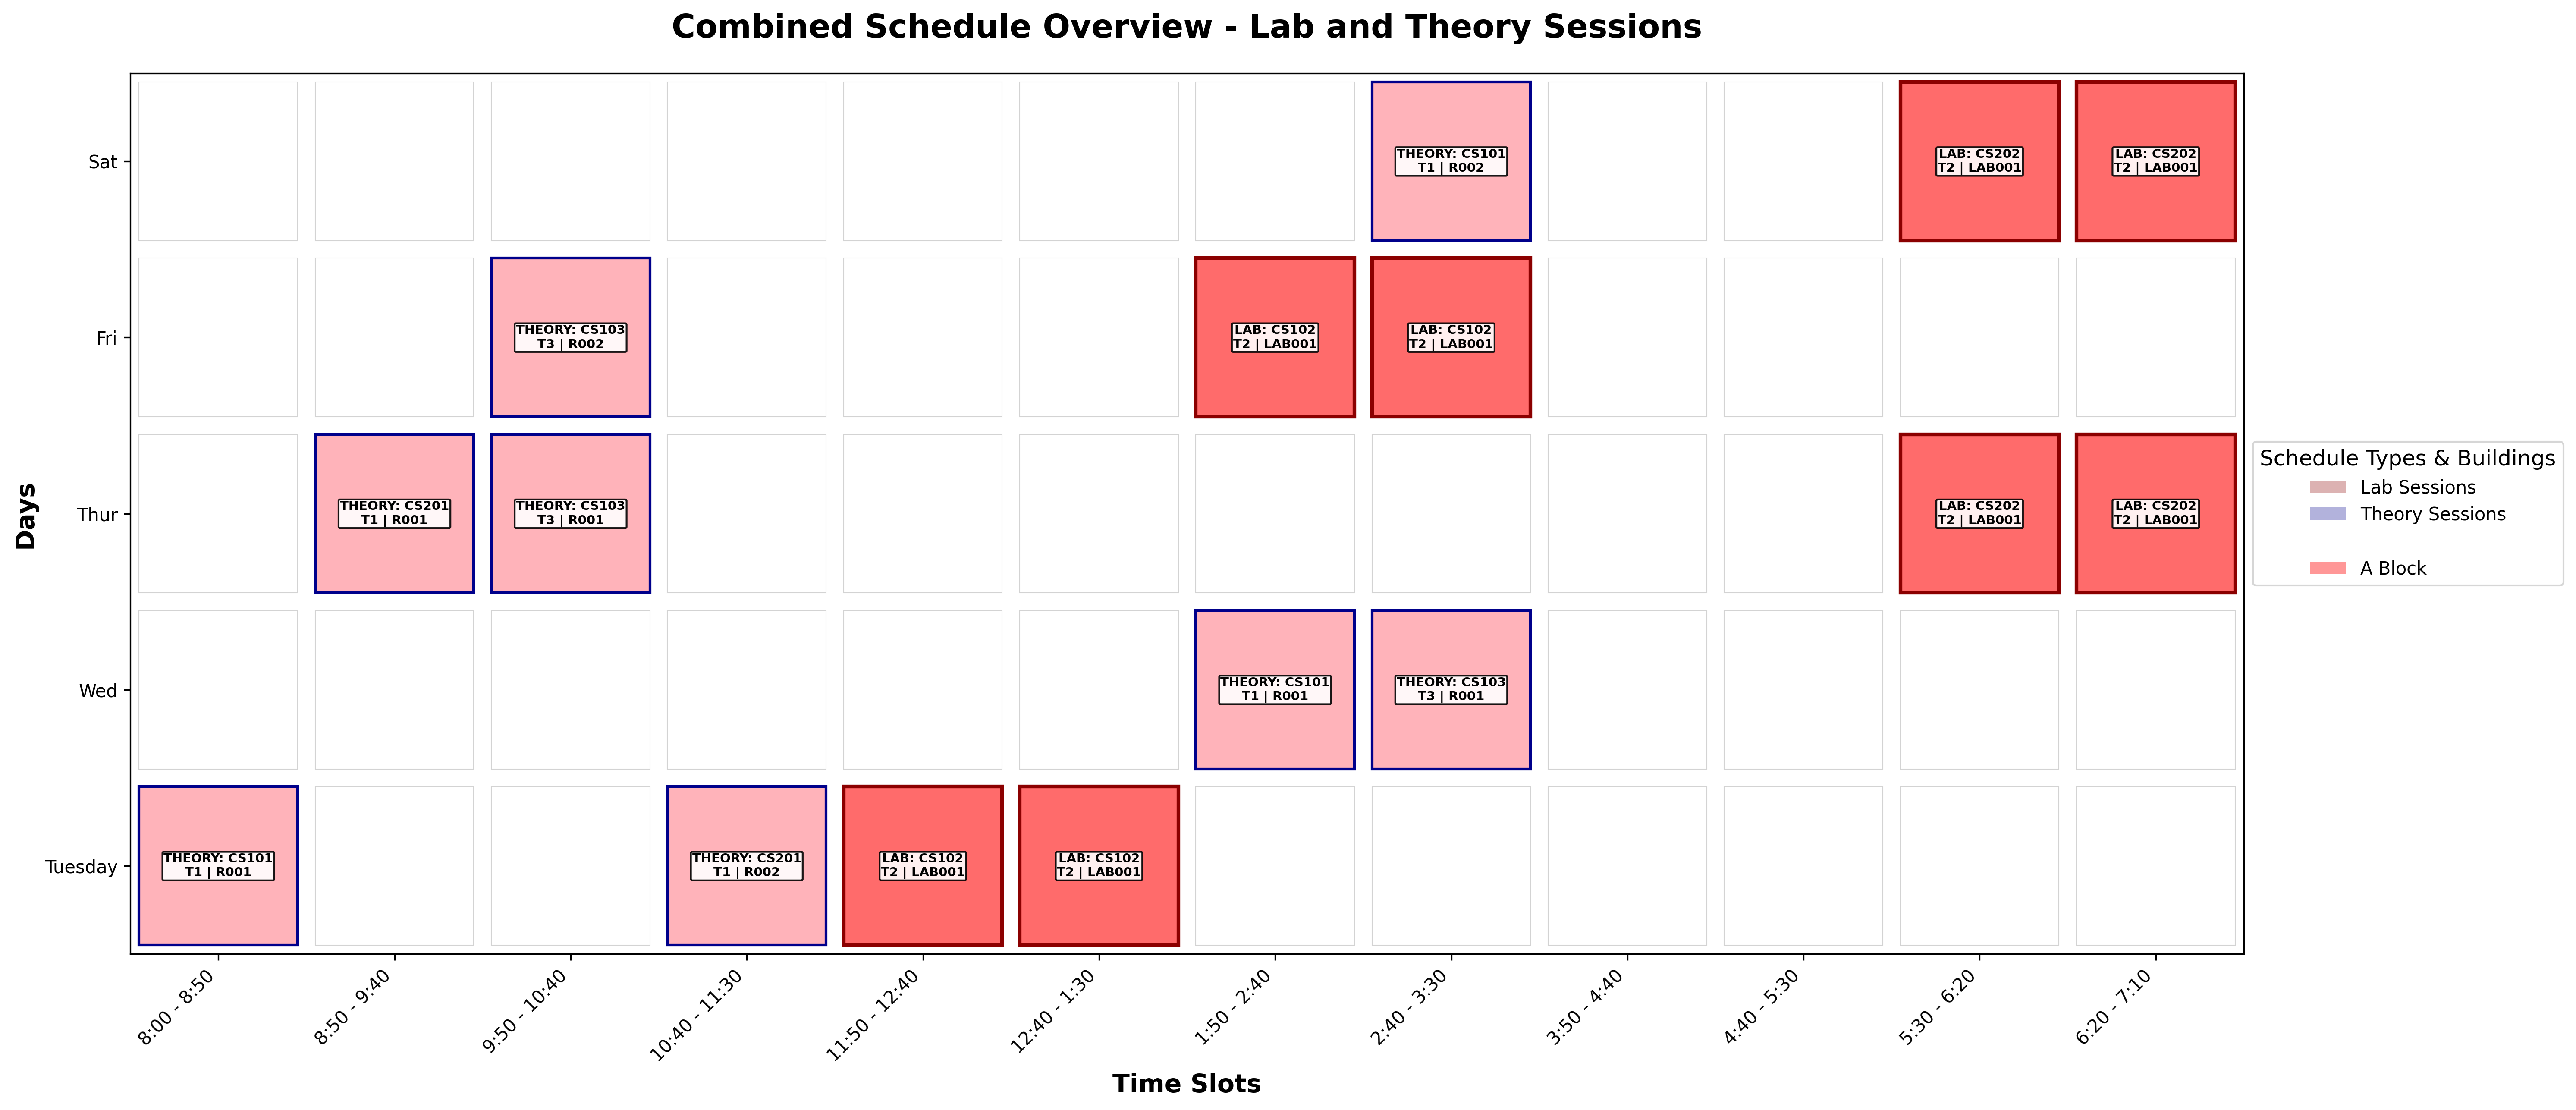 Combined Schedule Overview - Lab and Theory Sessions
Days
Sat
THEORY: CS101
T1 | R002
LAB: CS202
T2 | LAB001
LAB: CS202
T2 | LAB001
Fri
THEORY: CS103
T3 | R002
LAB: CS102
T2 | LAB001
LAB: CS102
T2 | LAB001
Thur
THEORY: CS201
T1 | R001
THEORY: CS103
T3 | R001
LAB: CS202
T2 | LAB001
LAB: CS202
T2 | LAB001
Wed
THEORY: CS101
T1 | R001
THEORY: CS103
T3 | R001
Tuesday
THEORY: CS101
T1 | R001
THEORY: CS201
T1 | R002
LAB: CS102
T2 | LAB001
LAB: CS102
T2 | LAB001
8:00 - 8:50
8:50 - 9:40
9:50 - 10:40
10:40 - 11:30
11:50 - 12:40
12:40 - 1:30
1:50 - 2:40
2:40 - 3:30
3:50 - 4:40
4:40 - 5:30
5:30 - 6:20
6:20 - 7:10
Time Slots
Schedule Types & Buildings
Lab Sessions
Theory Sessions
A Block